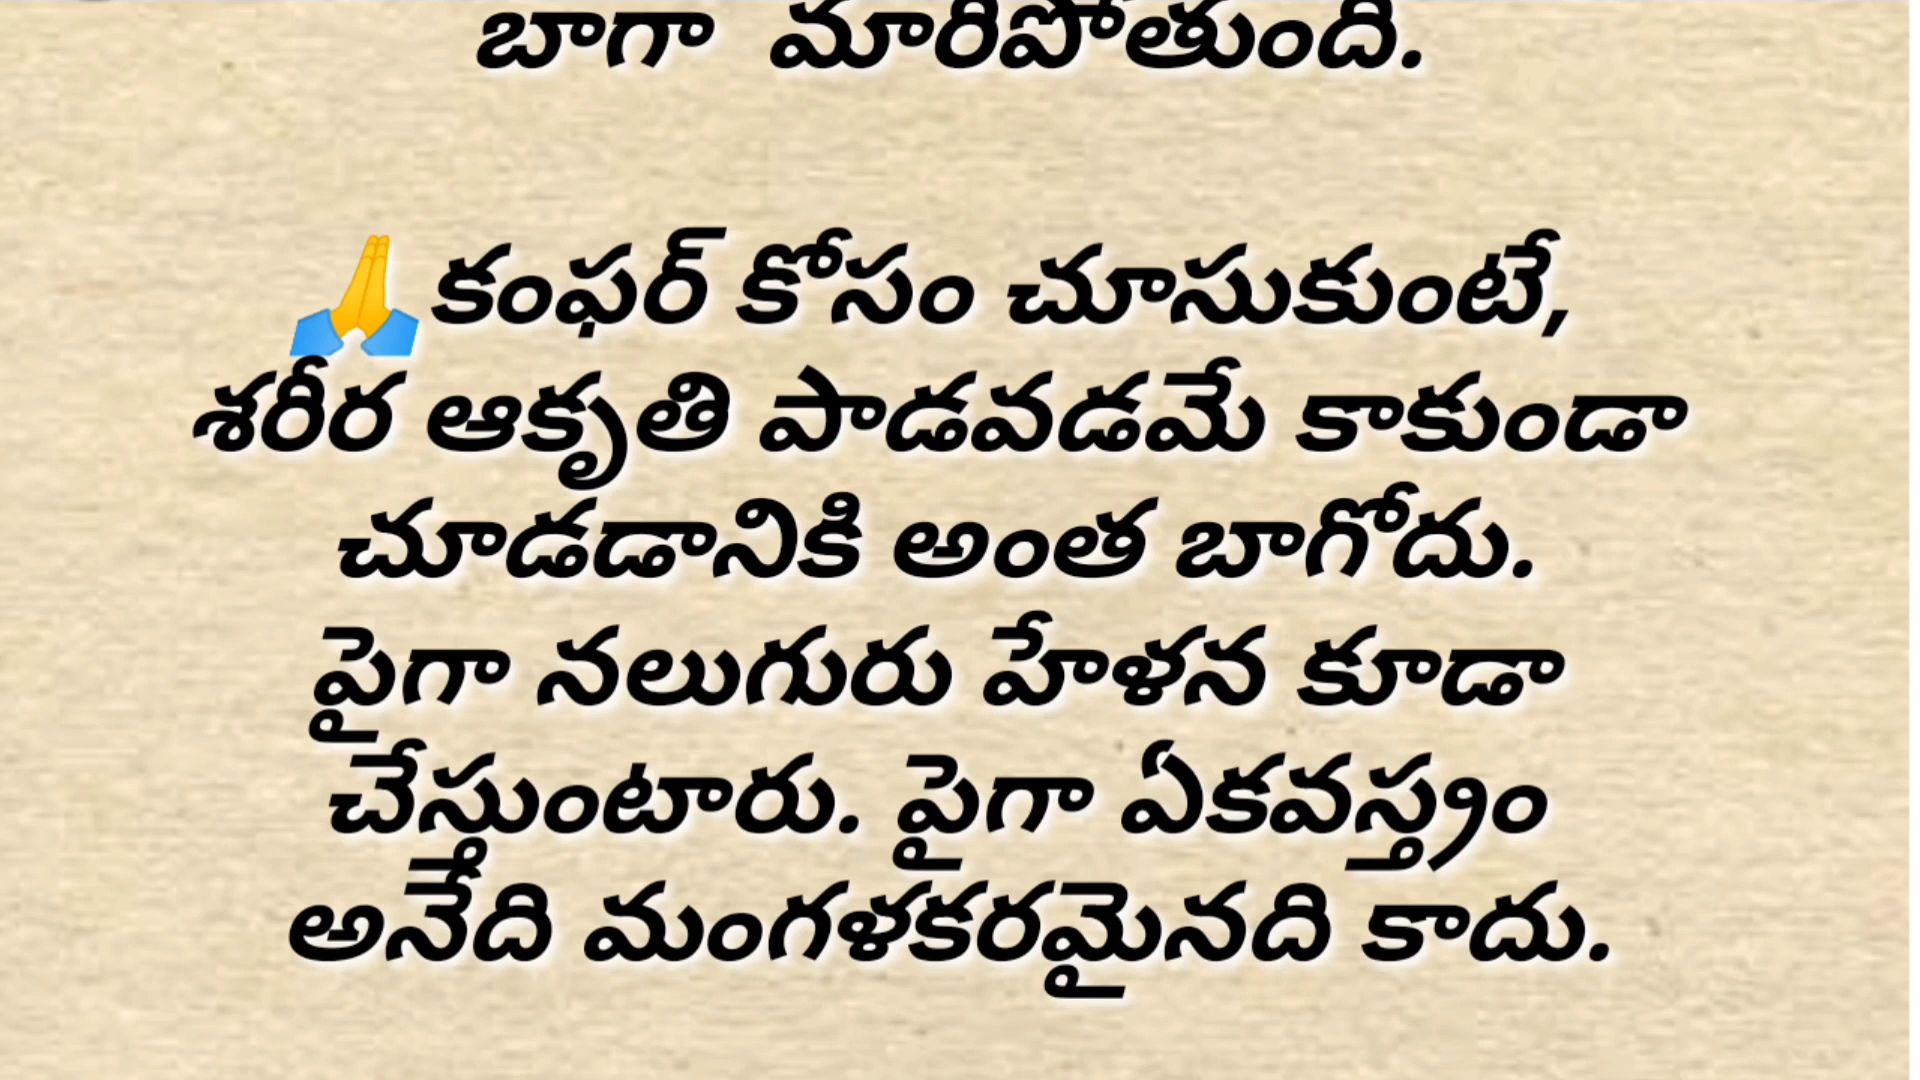 బాగా మారిపోతుంది.
🙏కంఫర్ కోసం చూసుకుంటే,
శరీర ఆకృతి పాడవడమే కాకుండా
చూడడానికి అంత బాగోదు.
పైగా నలుగురు హేళన కూడా
చేస్తుంటారు. పైగా ఏకవస్త్రం
అనేది మంగళకరమైనది కాదు.